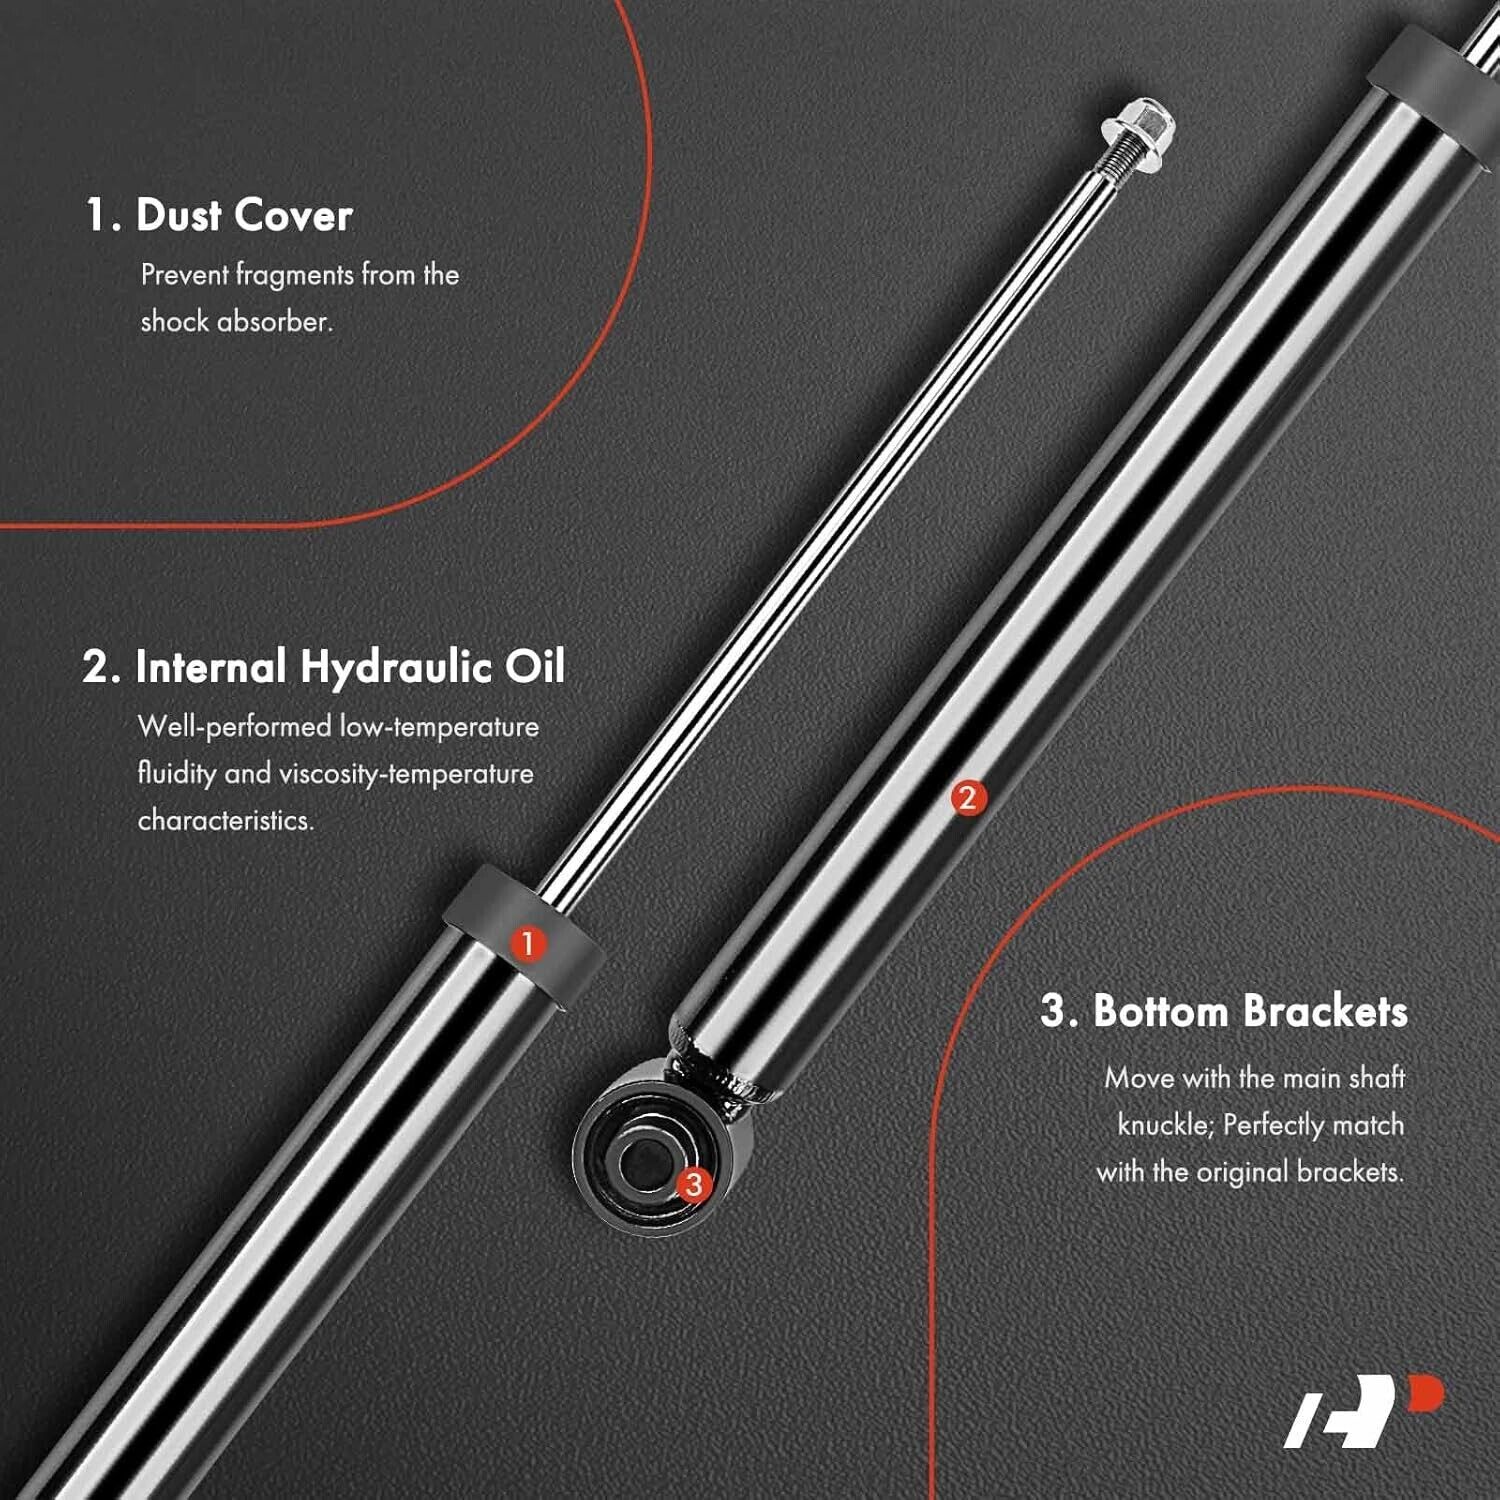 1. Dust Cover
Prevent fragments from the
shock absorber.
2. Internal Hydraulic Oil
Well-performed low-temperature
fluidity and viscosity-temperature
characteristics.
2
1
3. Bottom Brackets
Move with the main shaft
knuckle; Perfectly match
with the original brackets.
3